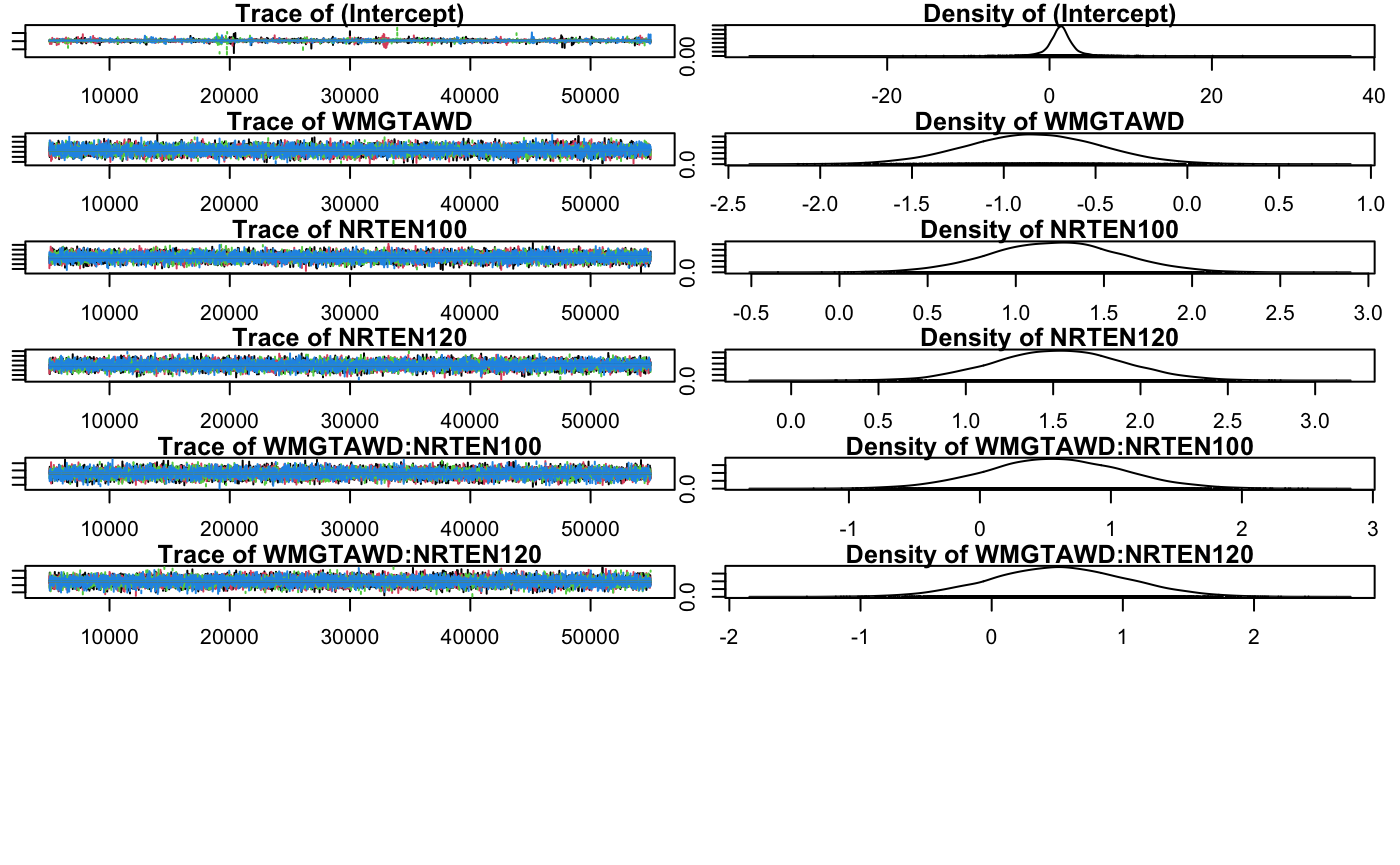 Trace of (Intercept) Density of (Intercept)
0.00
10000 20000 30000 40000 50000 -20 0 20 40
Trace of WMGTAWD Density of WMGTAWD
0.0
10000 20000 30000 40000 50000 -2.5 -2.0 -1.5 -1.0 -0.5 0.0 0.5 1.0
Trace of NRTEN100 Density of NRTEN100
0.0
10000 20000 30000 40000 50000 -0.5 0.0 0.5 1.0 1.5 2.0 2.5 3.0
Trace of NRTEN120 Density of NRTEN120
0.0
10000 20000 30000 40000 50000 0.0 0.5 1.0 1.5 2.0 2.5 3.0
Trace of WMGTAWD:NRTEN100 Density of WMGTAWD:NRTEN100
0.0
10000 20000 30000 40000 50000 -1 0 1 2 3
Trace of WMGTAWD:NRTEN120 Density of WMGTAWD:NRTEN120
0.0
10000 20000 30000 40000 50000 -2 -1 0 1 2